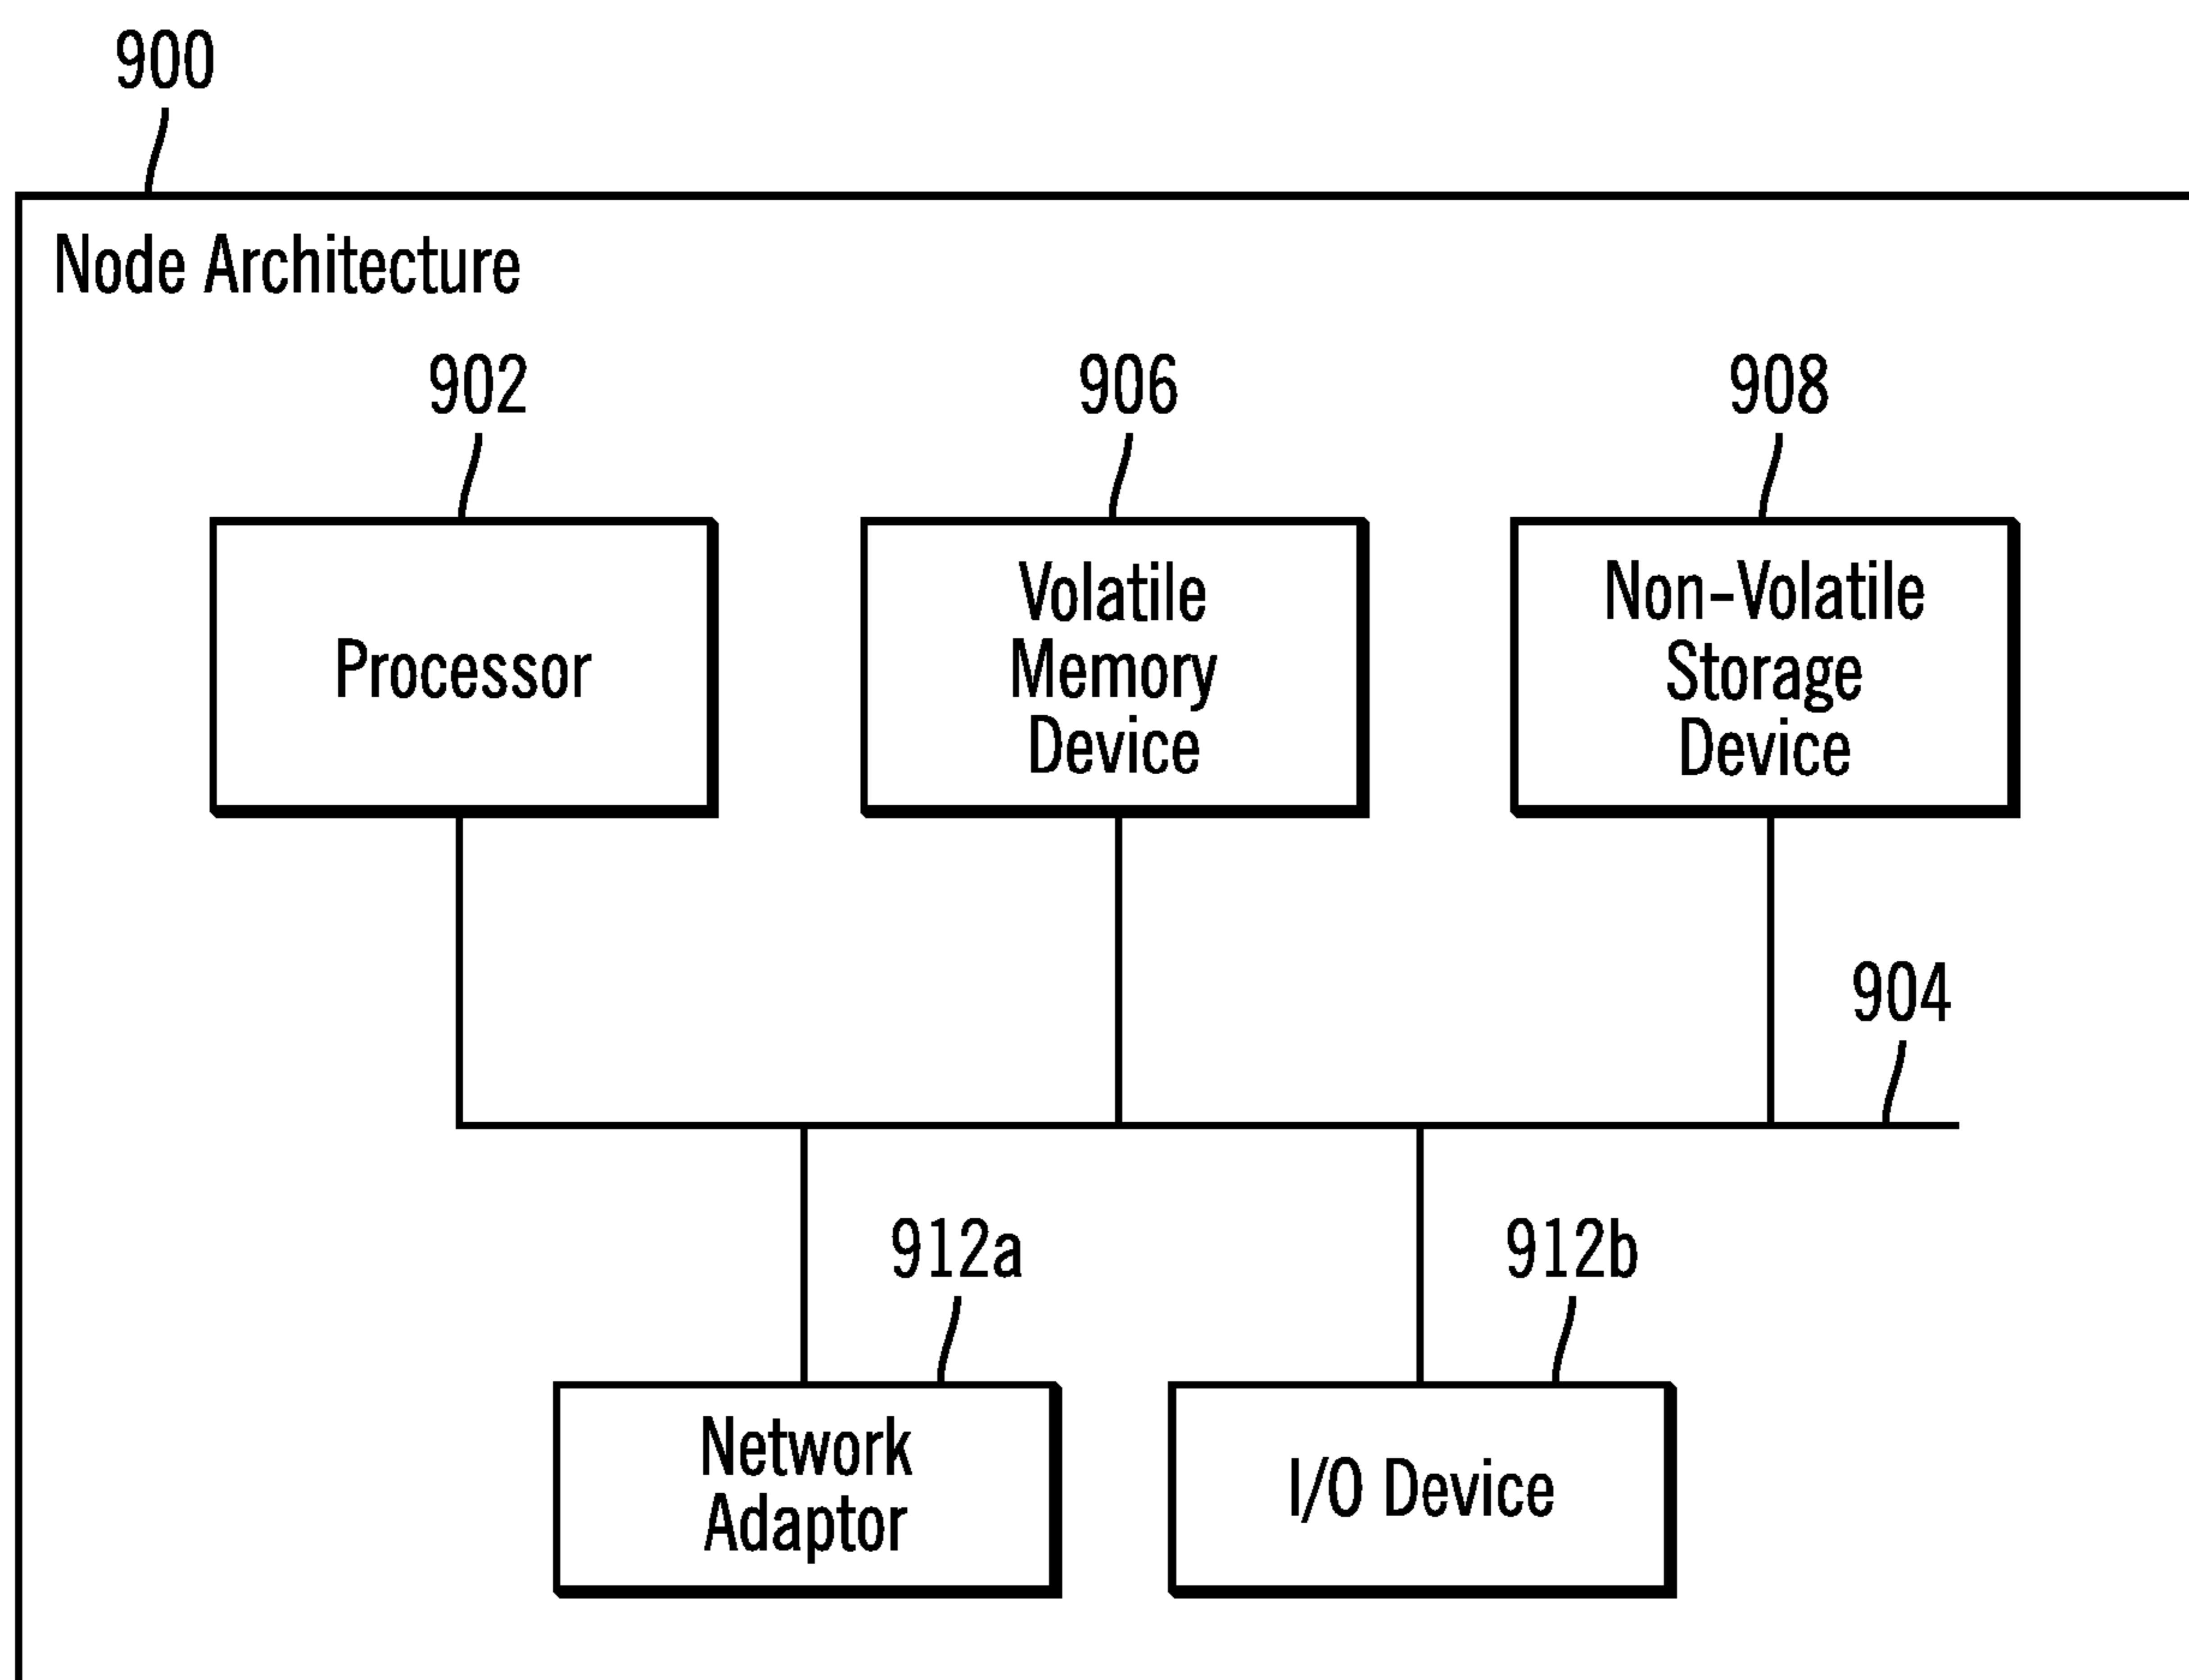 900
Node Architecture
902
906
908
Processor
Volatile
Memory
Device
Non-Volatile
Storage
Device
904
912a
912b
Network
Adaptor
I/O Device